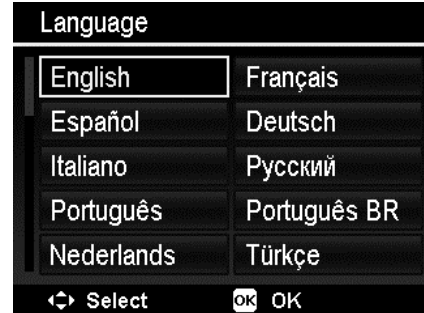 Language
English Français
Español Deutsch
Italiano Русский
Português Português BR
Nederlands Türkçe
Select OK OK